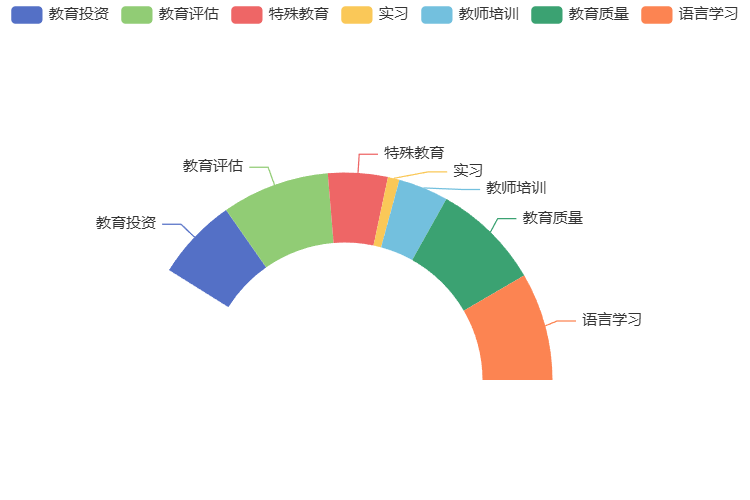 教育投资 教育评估 特殊教育 实习 教师培训 教育质量 语言学习
特殊教育
教育评估
实习
教师培训
教育质量
教育投资
语言学习